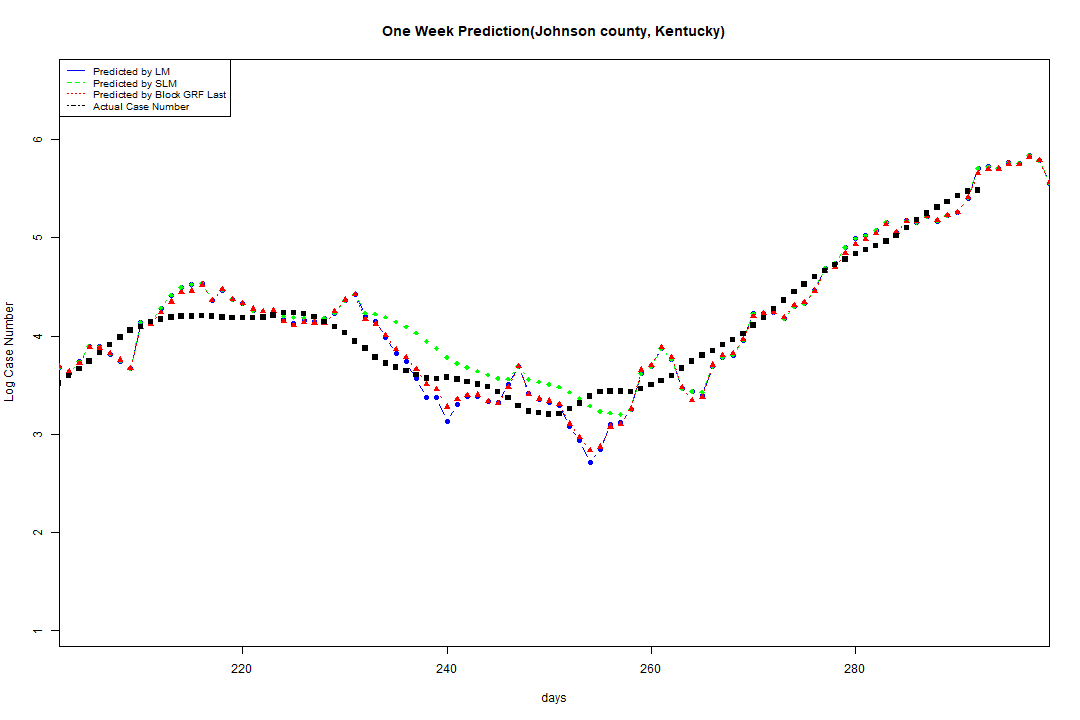 One Week Prediction(Johnson county, Kentucky)
Predicted by LM
Predicted by SLM
Predicted by Block GRF Last
Actual Case Number
6
5
4
3
2
1
Log Case Number
220 240 260 280
days